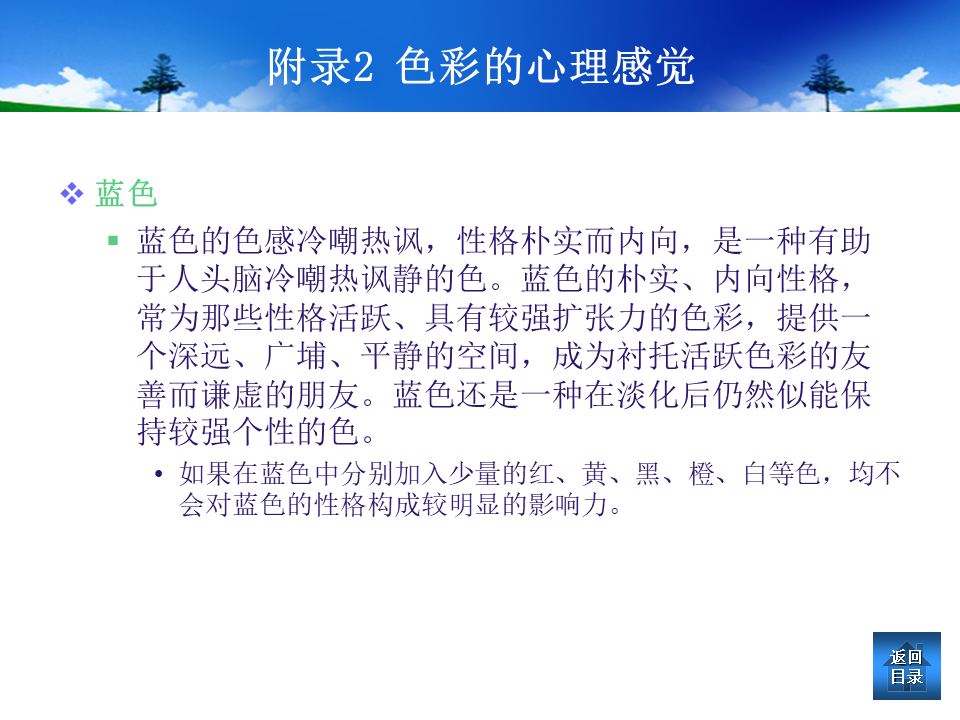 附录2 色彩的心理感觉
蓝色
蓝色的色感冷嘲热讽，性格朴实而内向，是一种有助
于人头脑冷嘲热讽静的色。蓝色的朴实、内向性格，
常为那些性格活跃、具有较强扩张力的色彩，提供一
个深远、广埔、平静的空间，成为衬托活跃色彩的友
善而谦虚的朋友。蓝色还是一种在淡化后仍然似能保
持较强个性的色。
• 如果在蓝色中分别加入少量的红、黄、黑、橙、白等色，均不
会对蓝色的性格构成较明显的影响力。
返回
目录